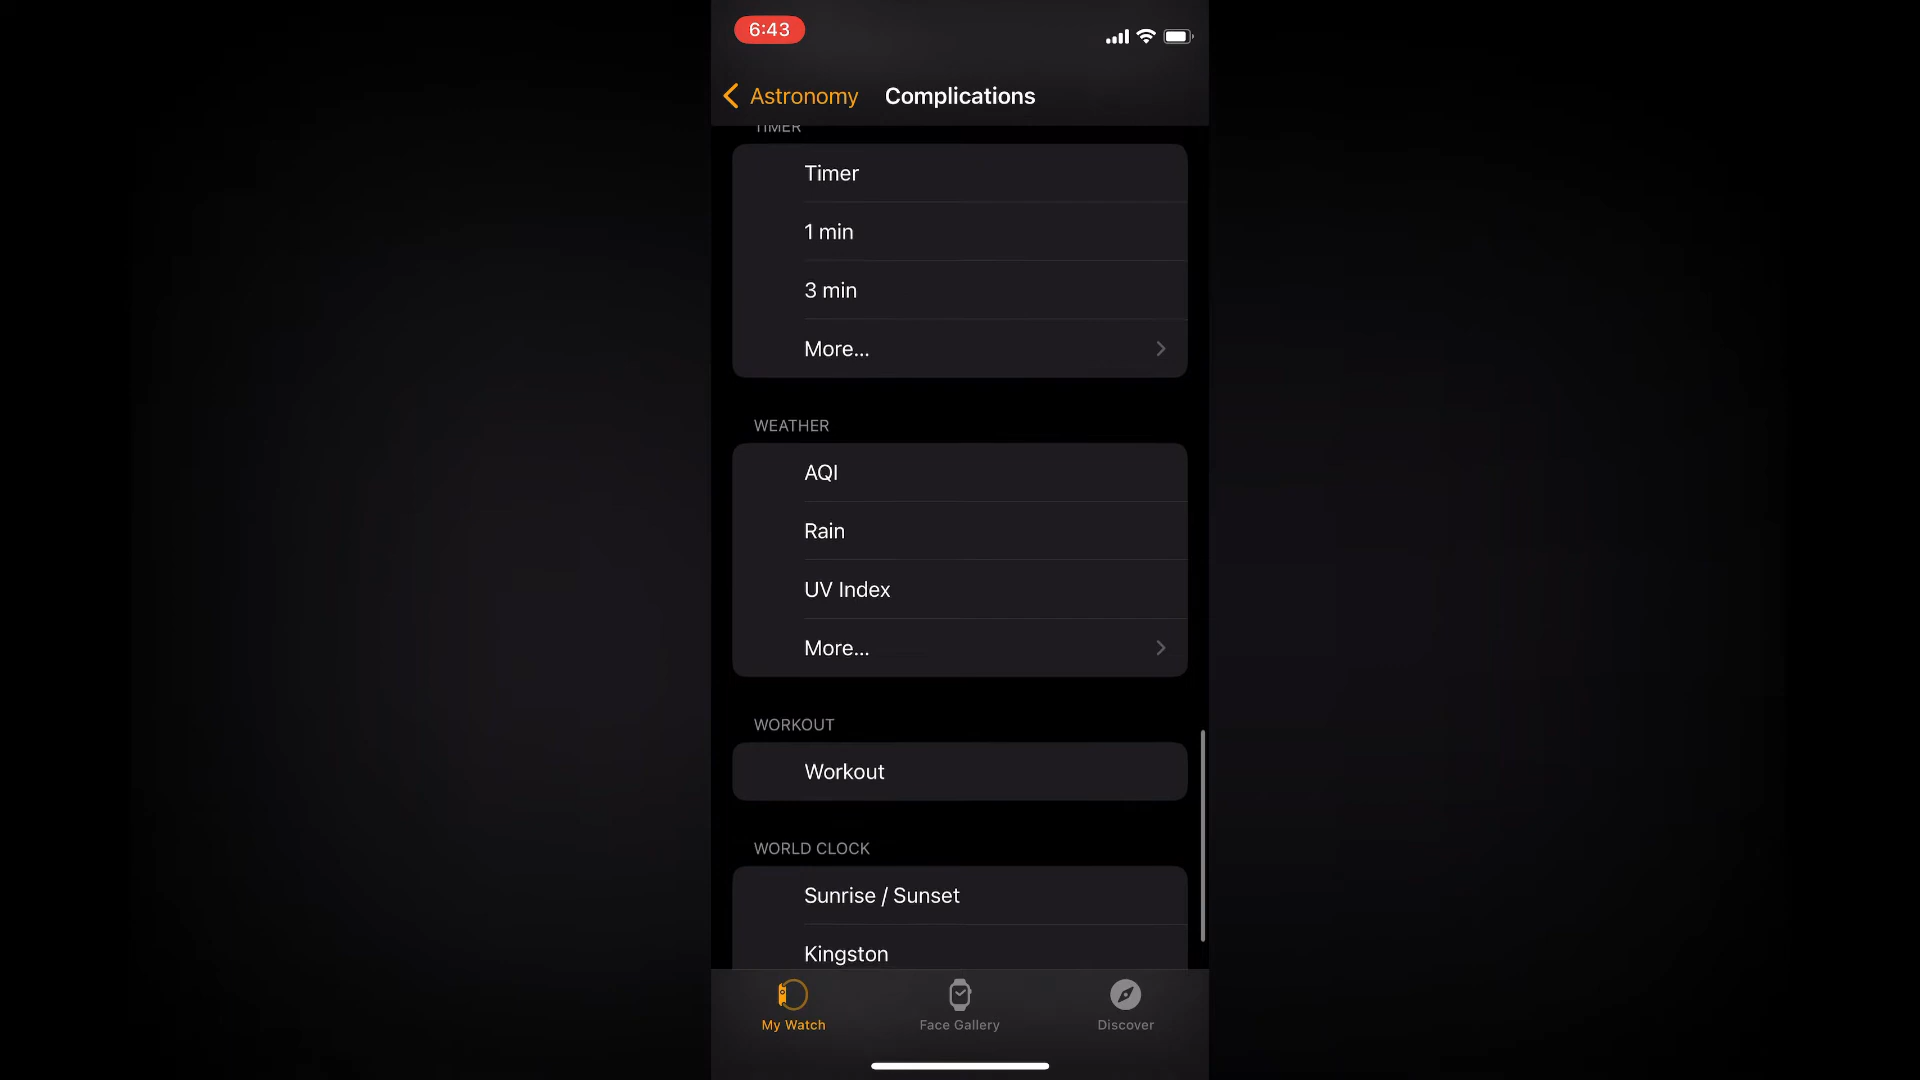 6:43
Astronomy
Complications
TIMER
Timer
1 min
3 min
More...
WEATHER
AQI
Rain
UV Index
More...
WORKOUT
Workout
WORLD CLOCK
Sunrise / Sunset
Kingston
My Watch
Face Gallery
Discover